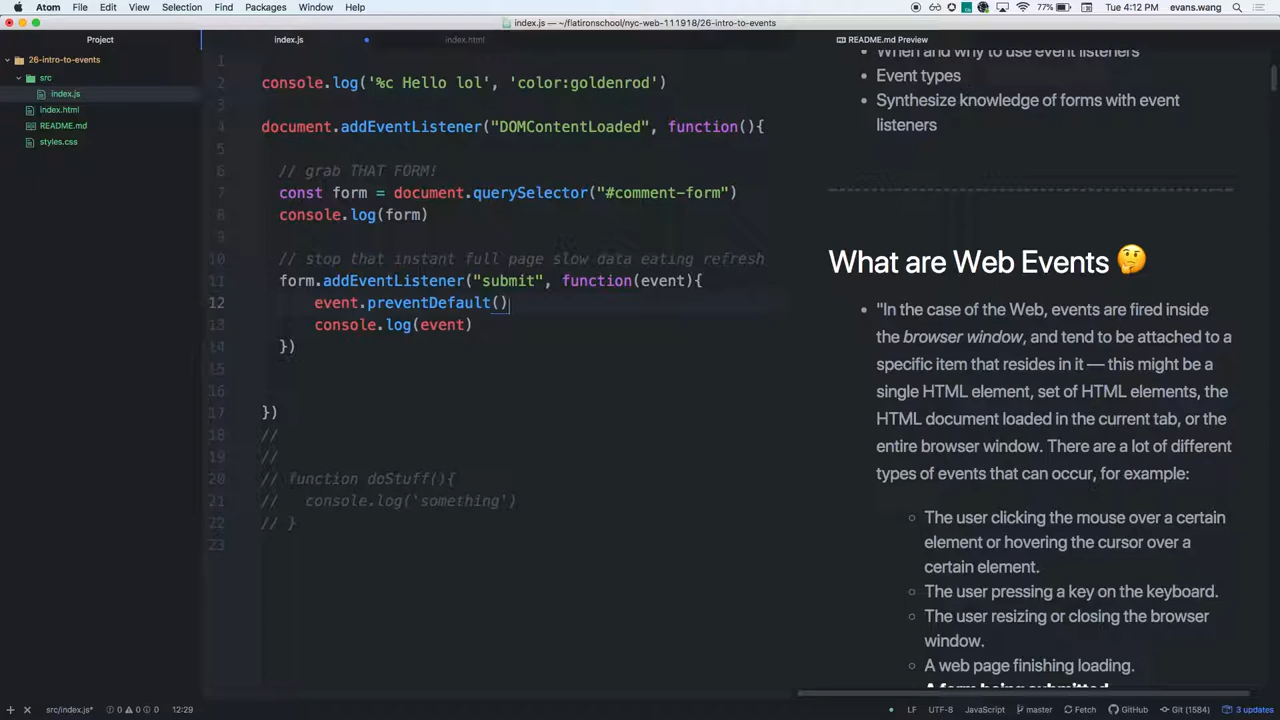 Atom File Edit View Selection Find Packages Window Help
77% Tue 4:12 PM evans.wang
index.js — ~/flatironschool/nyc-web-111918/26-intro-to-events
Project
index.js
index.html
README.md Preview
26-intro-to-events
src
index.js
index.html
README.md
styles.css
1
2 console.log('%c Hello lol', 'color:goldenrod')
3
4 document.addEventListener("DOMContentLoaded", function(){
5
6 // grab THAT FORM!
7 const form = document.querySelector("#comment-form")
8 console.log(form)
9
10 // stop that instant full page slow data eating refresh
11 form.addEventListener("submit", function(event){
12 event.preventDefault()
13 console.log(event)
14 })
15
16
17 })
18 //
19 //
20 // function doStuff(){
21 //   console.log('something')
22 // }
23
When and why to use event listeners
Event types
Synthesize knowledge of forms with event
listeners
What are Web Events 🤔
"In the case of the Web, events are fired inside
the browser window, and tend to be attached to a
specific item that resides in it — this might be a
single HTML element, set of HTML elements, the
HTML document loaded in the current tab, or the
entire browser window. There are a lot of different
types of events that can occur, for example:
The user clicking the mouse over a certain
element or hovering the cursor over a
certain element.
The user pressing a key on the keyboard.
The user resizing or closing the browser
window.
A web page finishing loading.
A form being submitted
src/index.js* 0 0 0 12:29
LF UTF-8 JavaScript master Fetch GitHub Git (1584) 3 updates